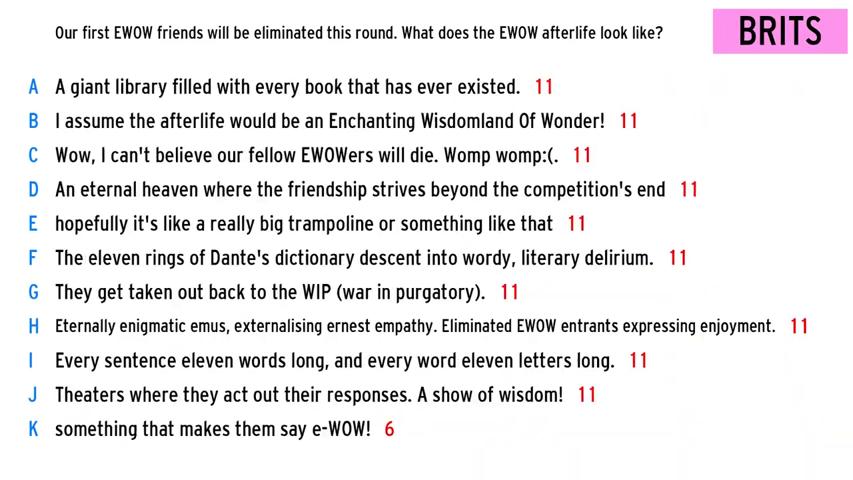 Our first EWOW friends will be eliminated this round. What does the EWOW afterlife look like?
BRITS
A A giant library filled with every book that has ever existed. 11
B I assume the afterlife would be an Enchanting Wisdomland Of Wonder! 11
C Wow, I can't believe our fellow EWOWers will die. Womp womp:(. 11
D An eternal heaven where the friendship strives beyond the competition's end 11
E hopefully it's like a really big trampoline or something like that 11
F The eleven rings of Dante's dictionary descent into wordy, literary delirium. 11
G They get taken out back to the WIP (war in purgatory). 11
H Eternally enigmatic emus, externalising ernest empathy. Eliminated EWOW entrants expressing enjoyment. 11
I Every sentence eleven words long, and every word eleven letters long. 11
J Theaters where they act out their responses. A show of wisdom! 11
K something that makes them say e-WOW! 6